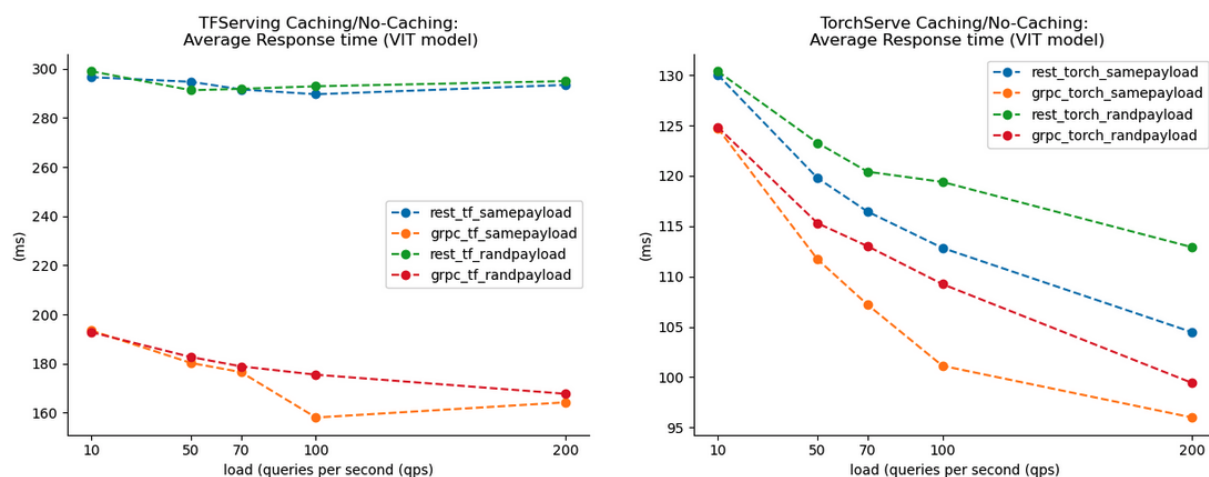 TFServing Caching/No-Caching:
Average Response time (VIT model)
300
280
260
240
220
200
180
160
(ms)
rest_tf_samepayload
grpc_tf_samepayload
rest_tf_randpayload
grpc_tf_randpayload
10
50
70
100
200
load (queries per second (qps)
TorchServe Caching/No-Caching:
Average Response time (VIT model)
130
125
120
115
110
105
100
95
(ms)
rest_torch_samepayload
grpc_torch_samepayload
rest_torch_randpayload
grpc_torch_randpayload
10
50
70
100
200
load (queries per second (qps)